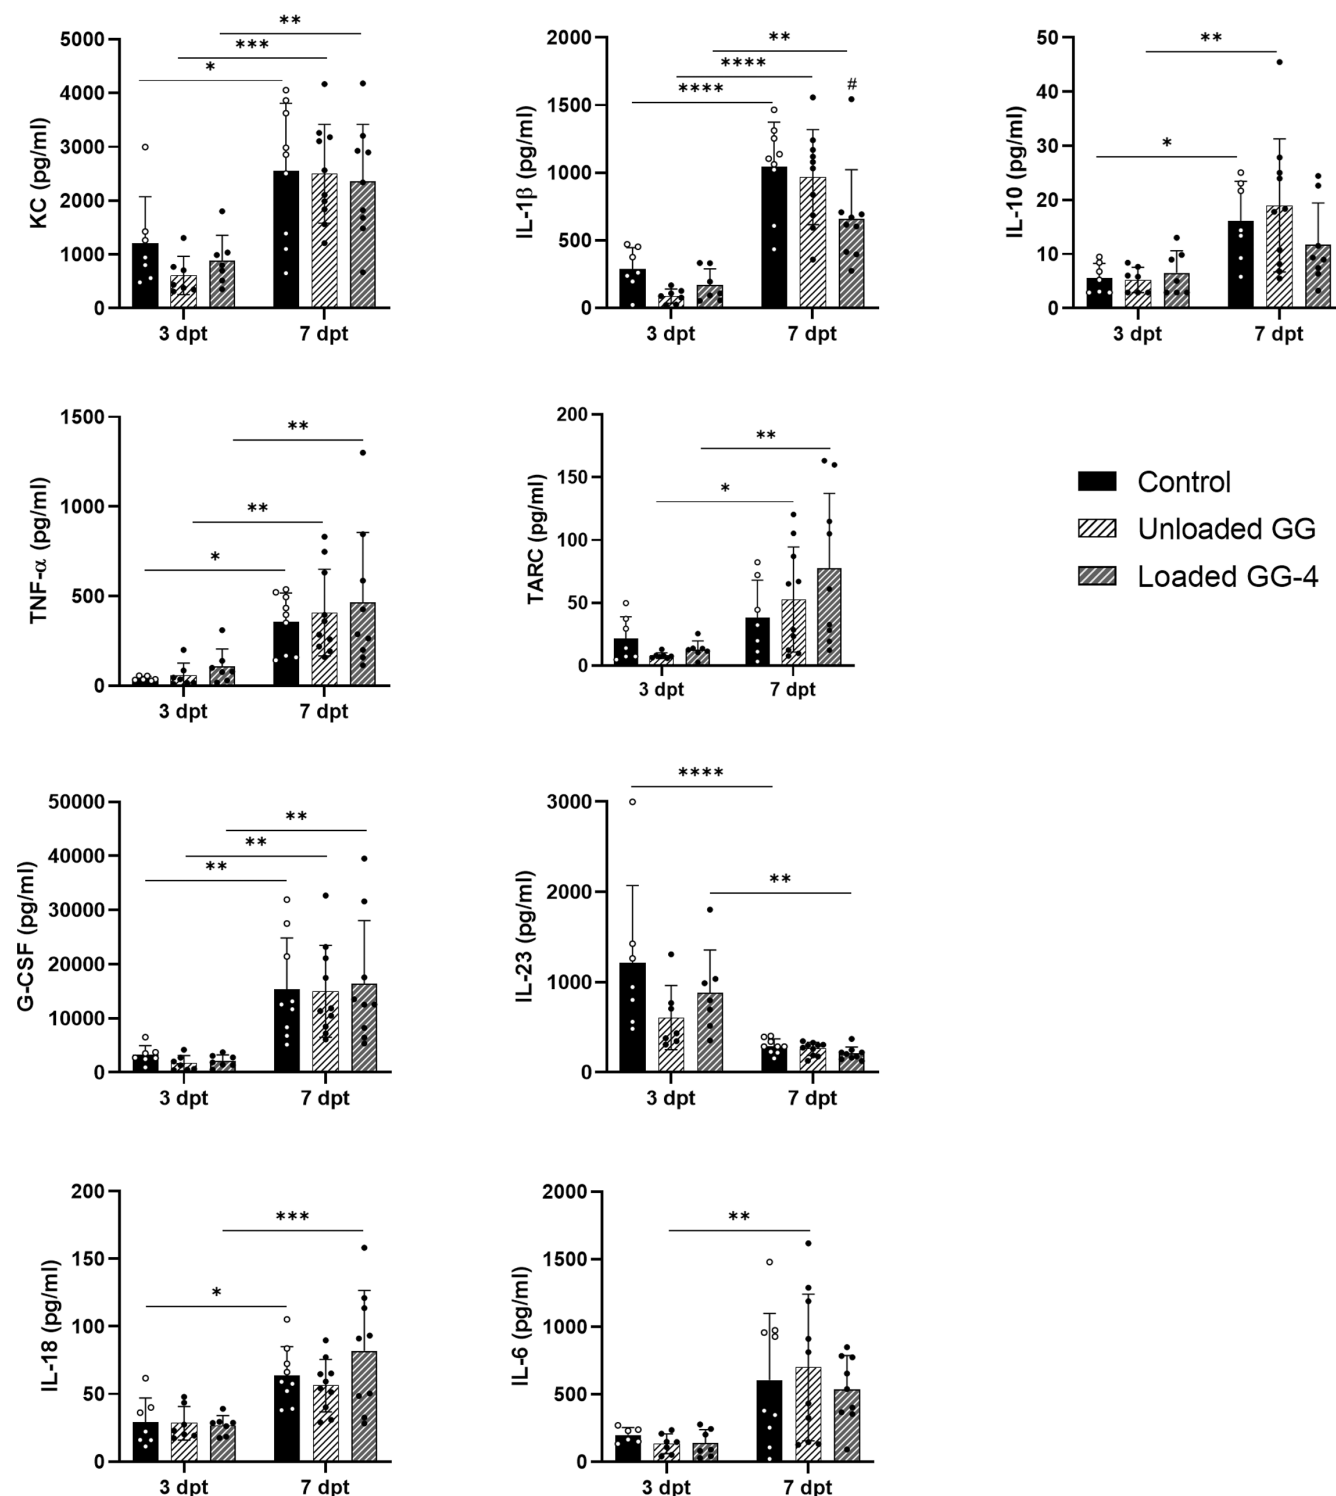 KC (pg/ml)
5000
4000
3000
2000
1000
0
*
***
**
3 dpt
7 dpt
IL-1β (pg/ml)
2000
1500
1000
500
0
****
****
**
#
3 dpt
7 dpt
IL-10 (pg/ml)
50
40
30
20
10
0
*
**
3 dpt
7 dpt
TNF-α (pg/ml)
1500
1000
500
0
*
**
**
3 dpt
7 dpt
TARC (pg/ml)
200
150
100
50
0
*
**
3 dpt
7 dpt
Control
Unloaded GG
Loaded GG-4
G-CSF (pg/ml)
50000
40000
30000
20000
10000
0
**
**
**
3 dpt
7 dpt
IL-23 (pg/ml)
3000
2000
1000
0
****
**
3 dpt
7 dpt
IL-18 (pg/ml)
200
150
100
50
0
*
***
3 dpt
7 dpt
IL-6 (pg/ml)
2000
1500
1000
500
0
**
3 dpt
7 dpt